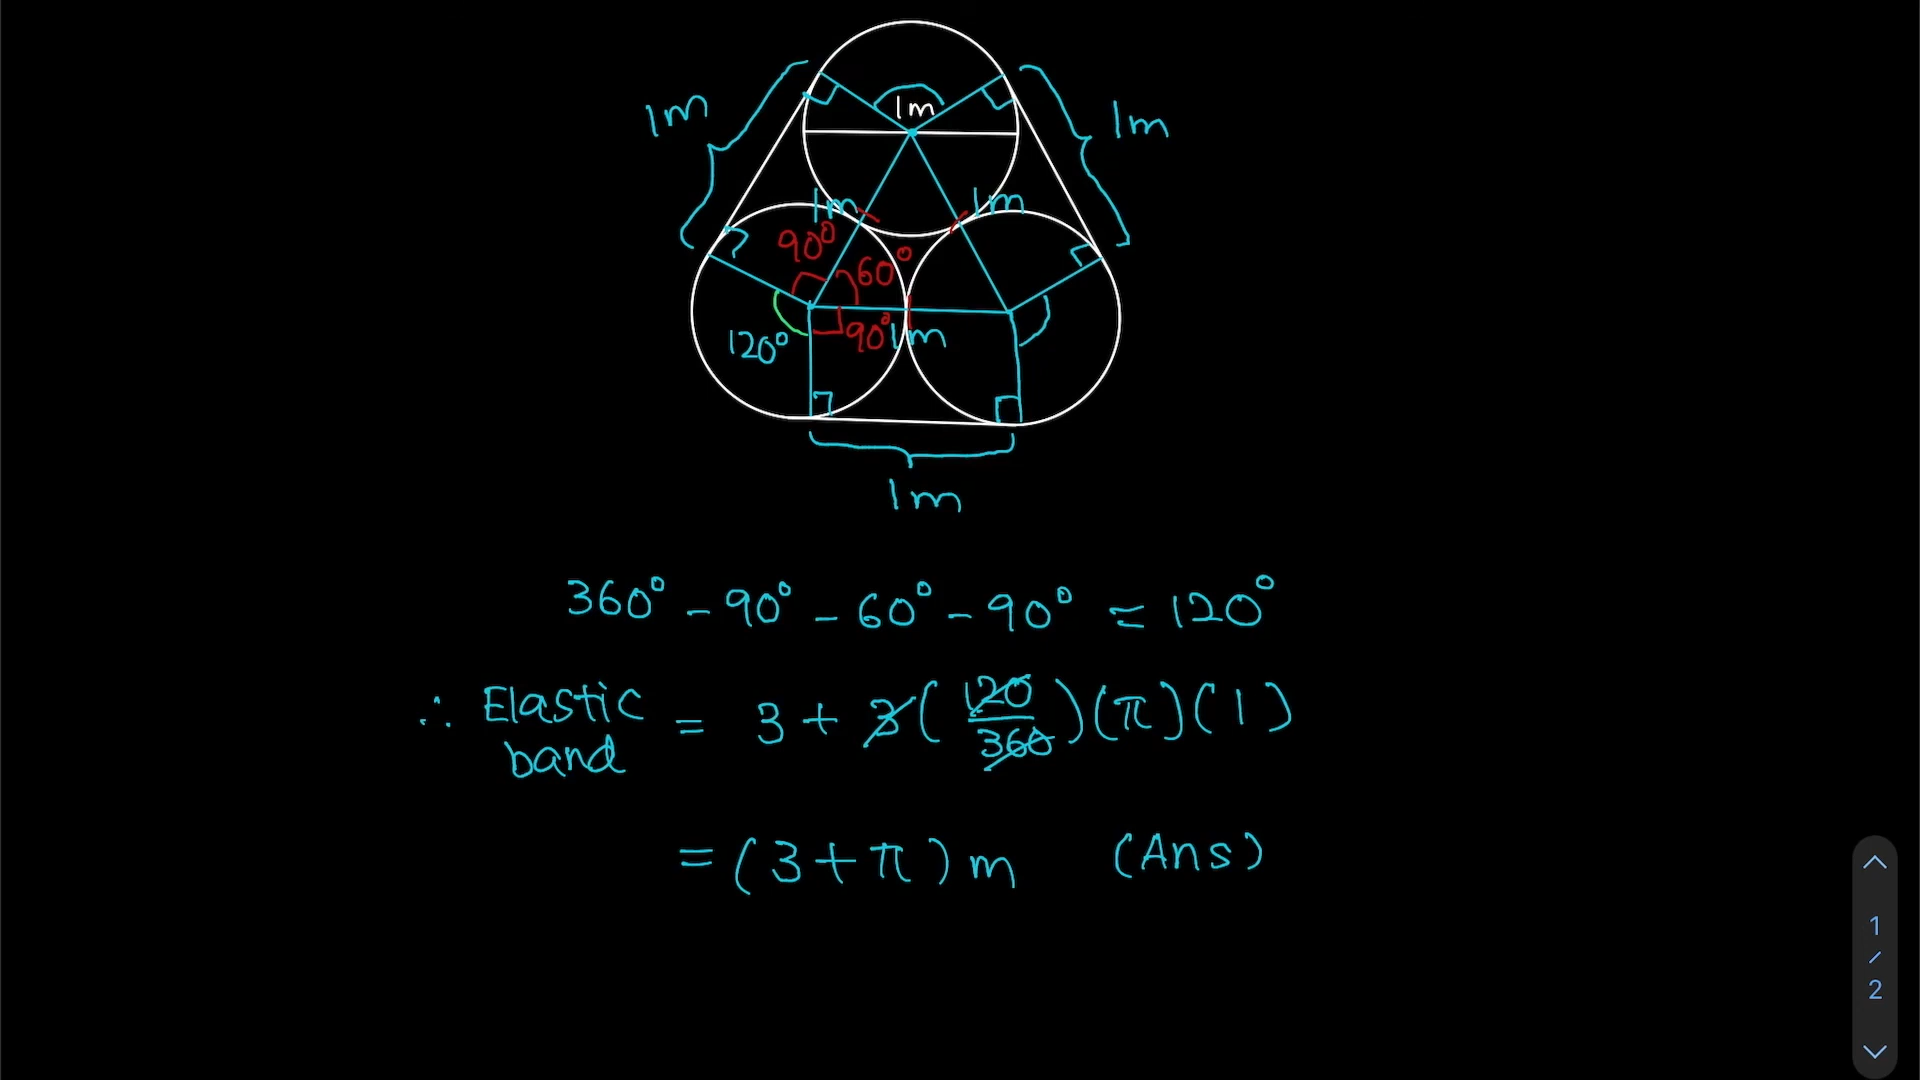 1m
1m
1m
1m
1m
90°
60°
120°
90°
1m
1m
360° - 90° - 60° - 90° = 120°
∴ Elastic band = 3 + 3(120/360)(π)(1)
= (3 + π) m (Ans)
1
/
2